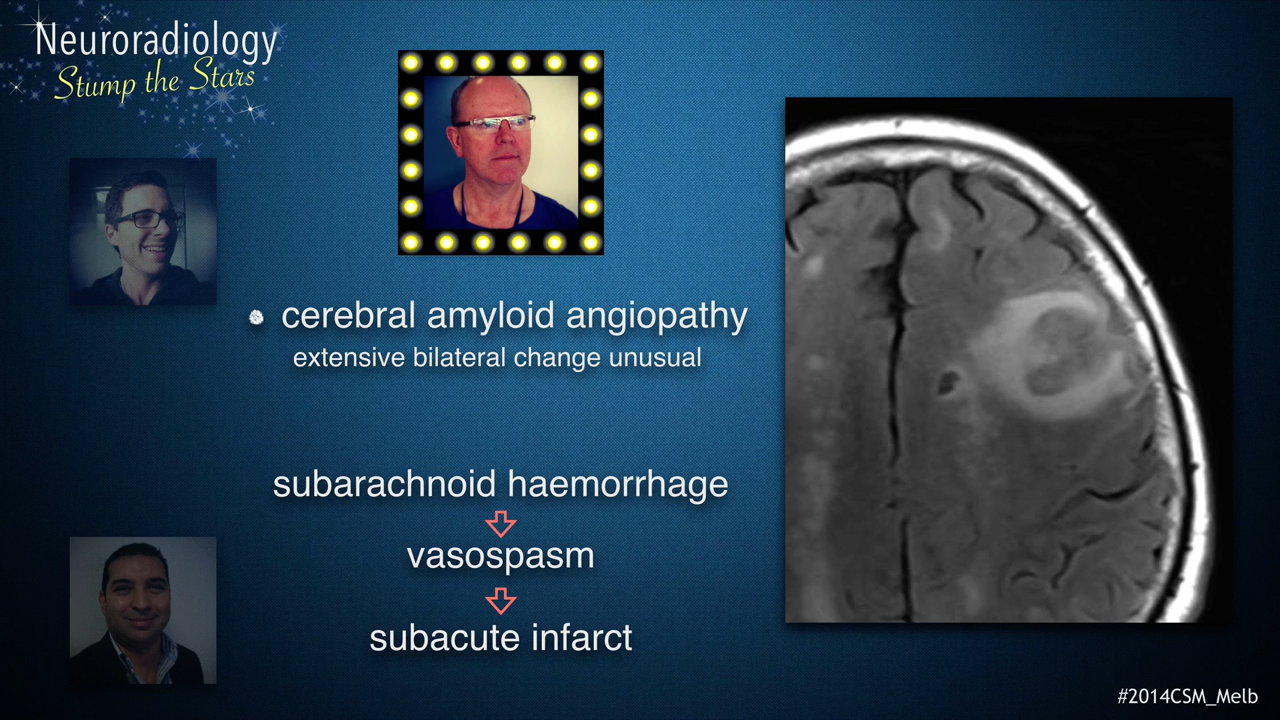 Neuroradiology
Stump the Stars
cerebral amyloid angiopathy
extensive bilateral change unusual
subarachnoid haemorrhage
vasospasm
subacute infarct
#2014CSM_Melb